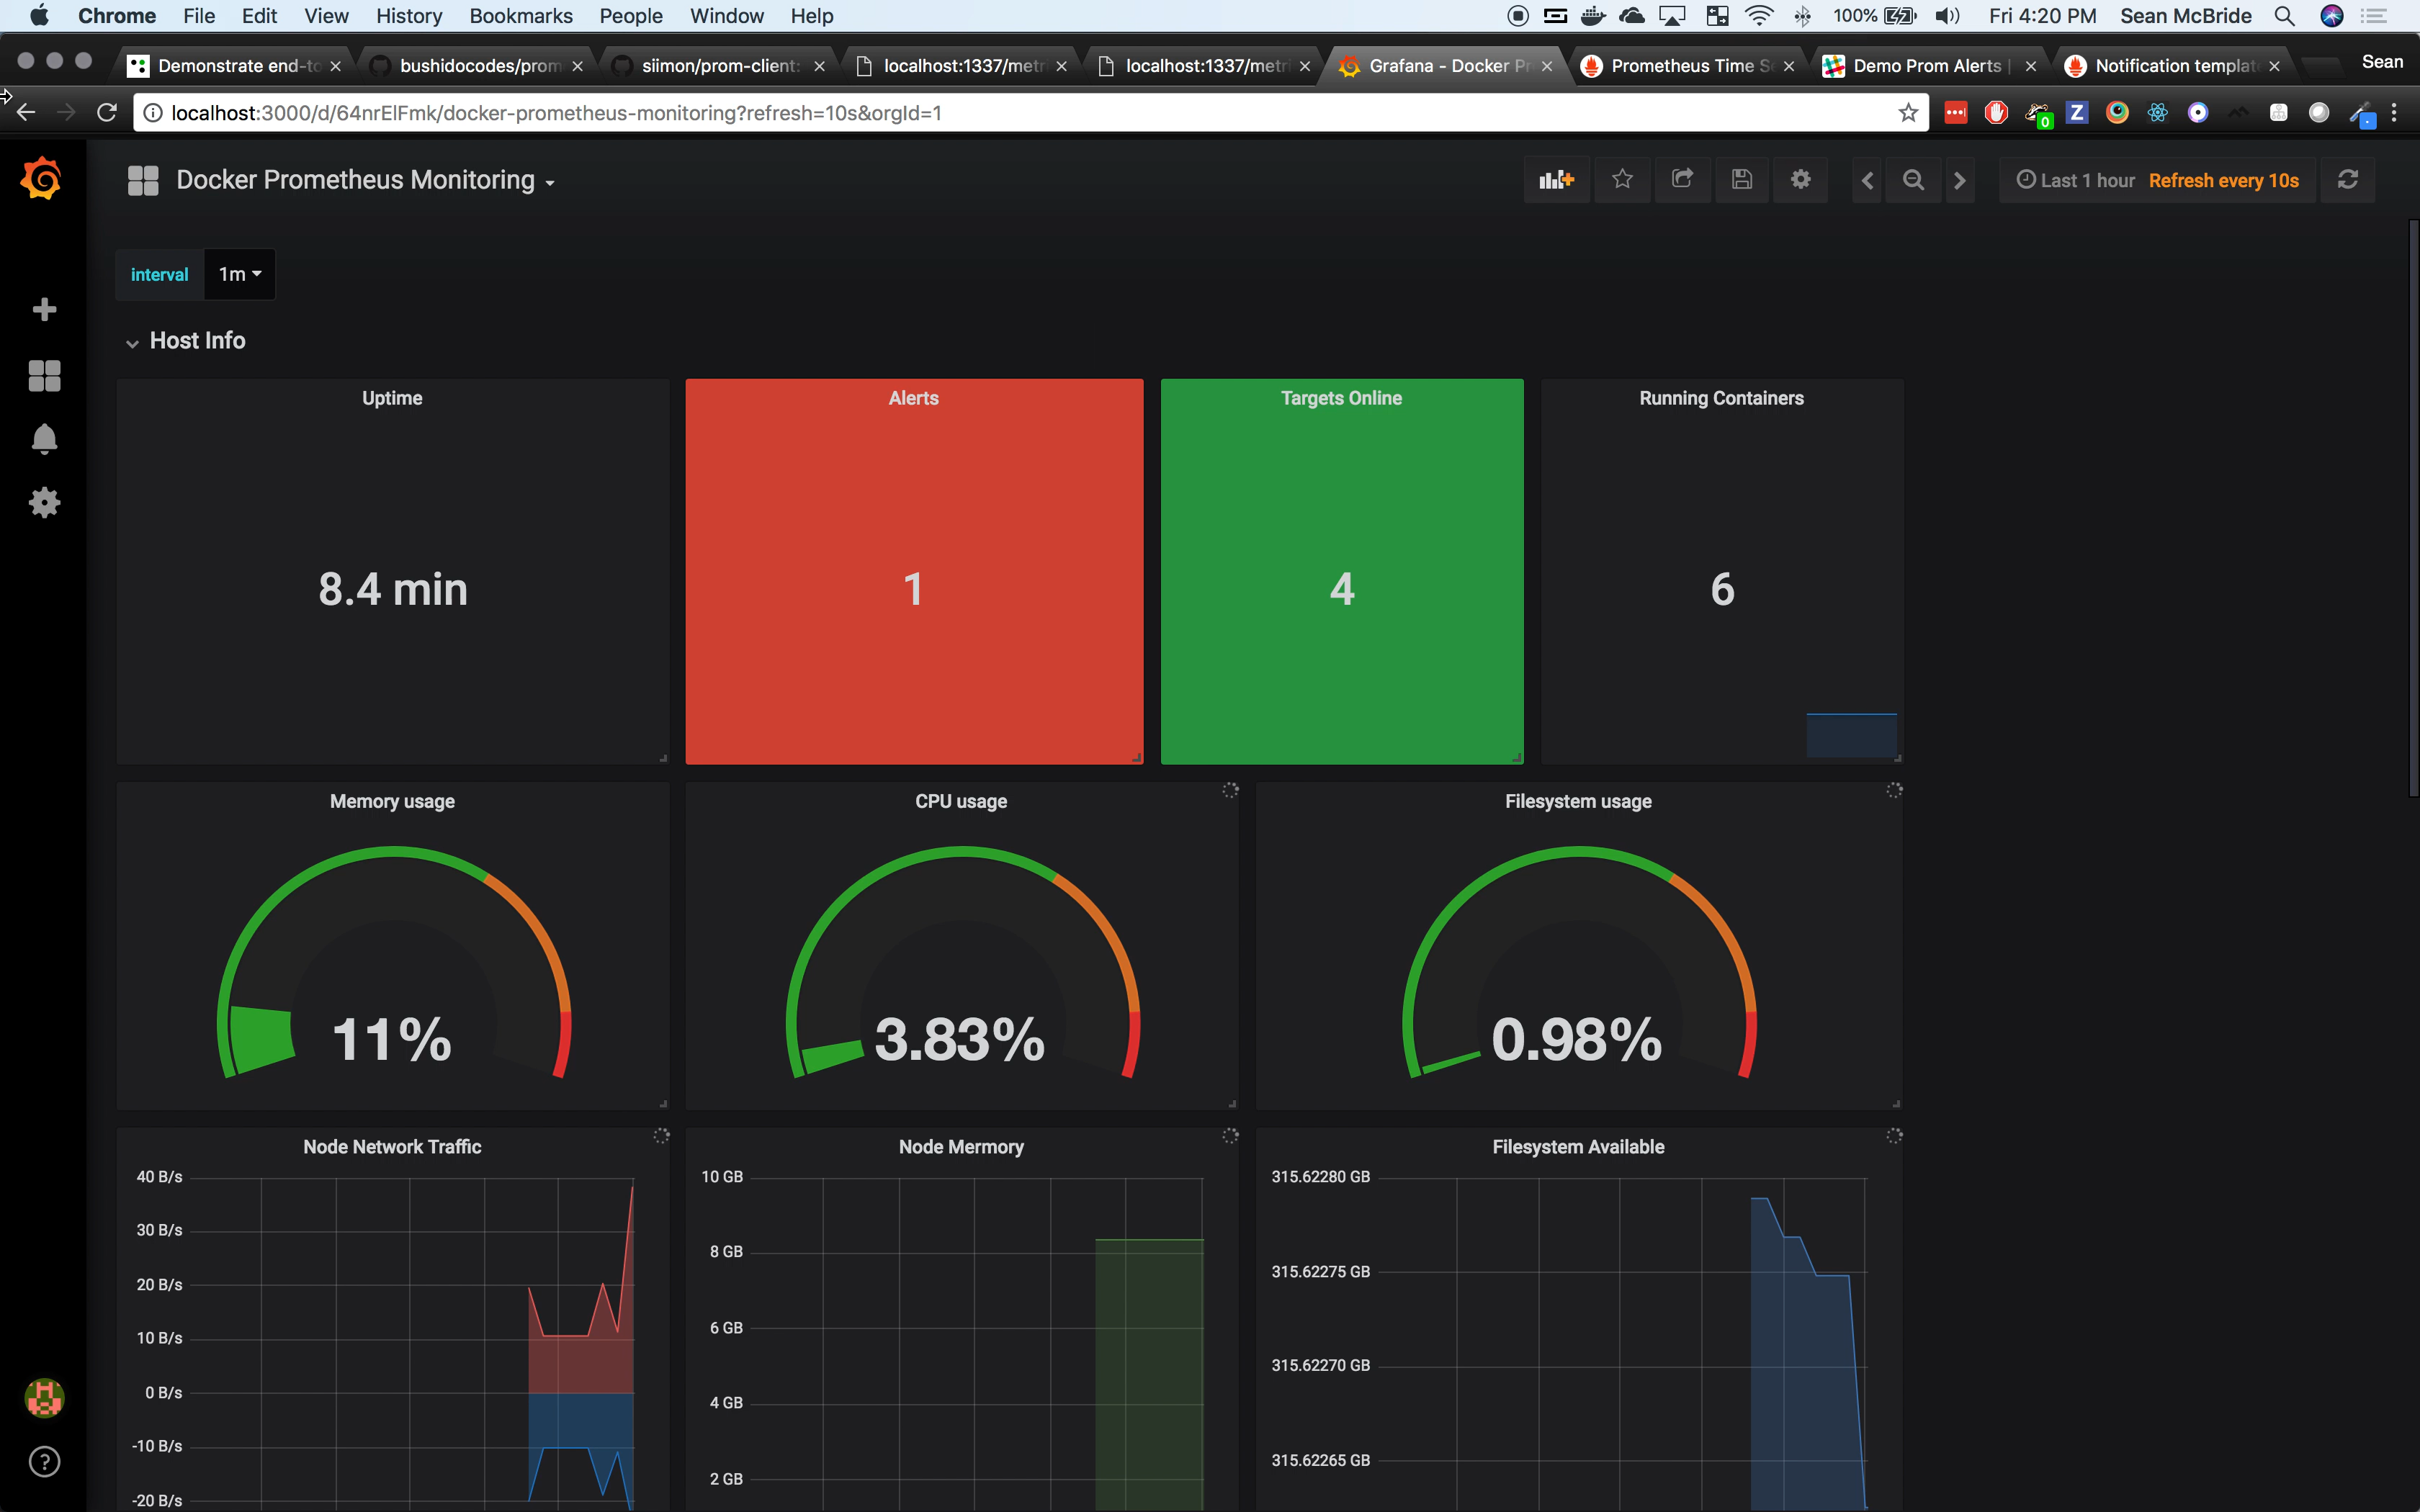 Chrome File Edit View History Bookmarks People Window Help 100% Fri 4:20 PM Sean McBride
Demonstrate end-to bushidocodes/prom siimon/prom-client: localhost:1337/metri localhost:1337/metri Grafana - Docker Pr Prometheus Time Se Demo Prom Alerts | Notification template Sean
localhost:3000/d/64nrElFmk/docker-prometheus-monitoring?refresh=10s&orgId=1 0 Z
Docker Prometheus Monitoring Last 1 hour Refresh every 10s
interval 1m
Host Info
Uptime Alerts Targets Online Running Containers
8.4 min 1 4 6
Memory usage CPU usage Filesystem usage
11% 3.83% 0.98%
Node Network Traffic Node Mermory Filesystem Available
40 B/s 10 GB 315.62280 GB
30 B/s 8 GB 315.62275 GB
20 B/s 6 GB 315.62270 GB
10 B/s 4 GB 315.62265 GB
0 B/s 2 GB
-10 B/s
-20 B/s